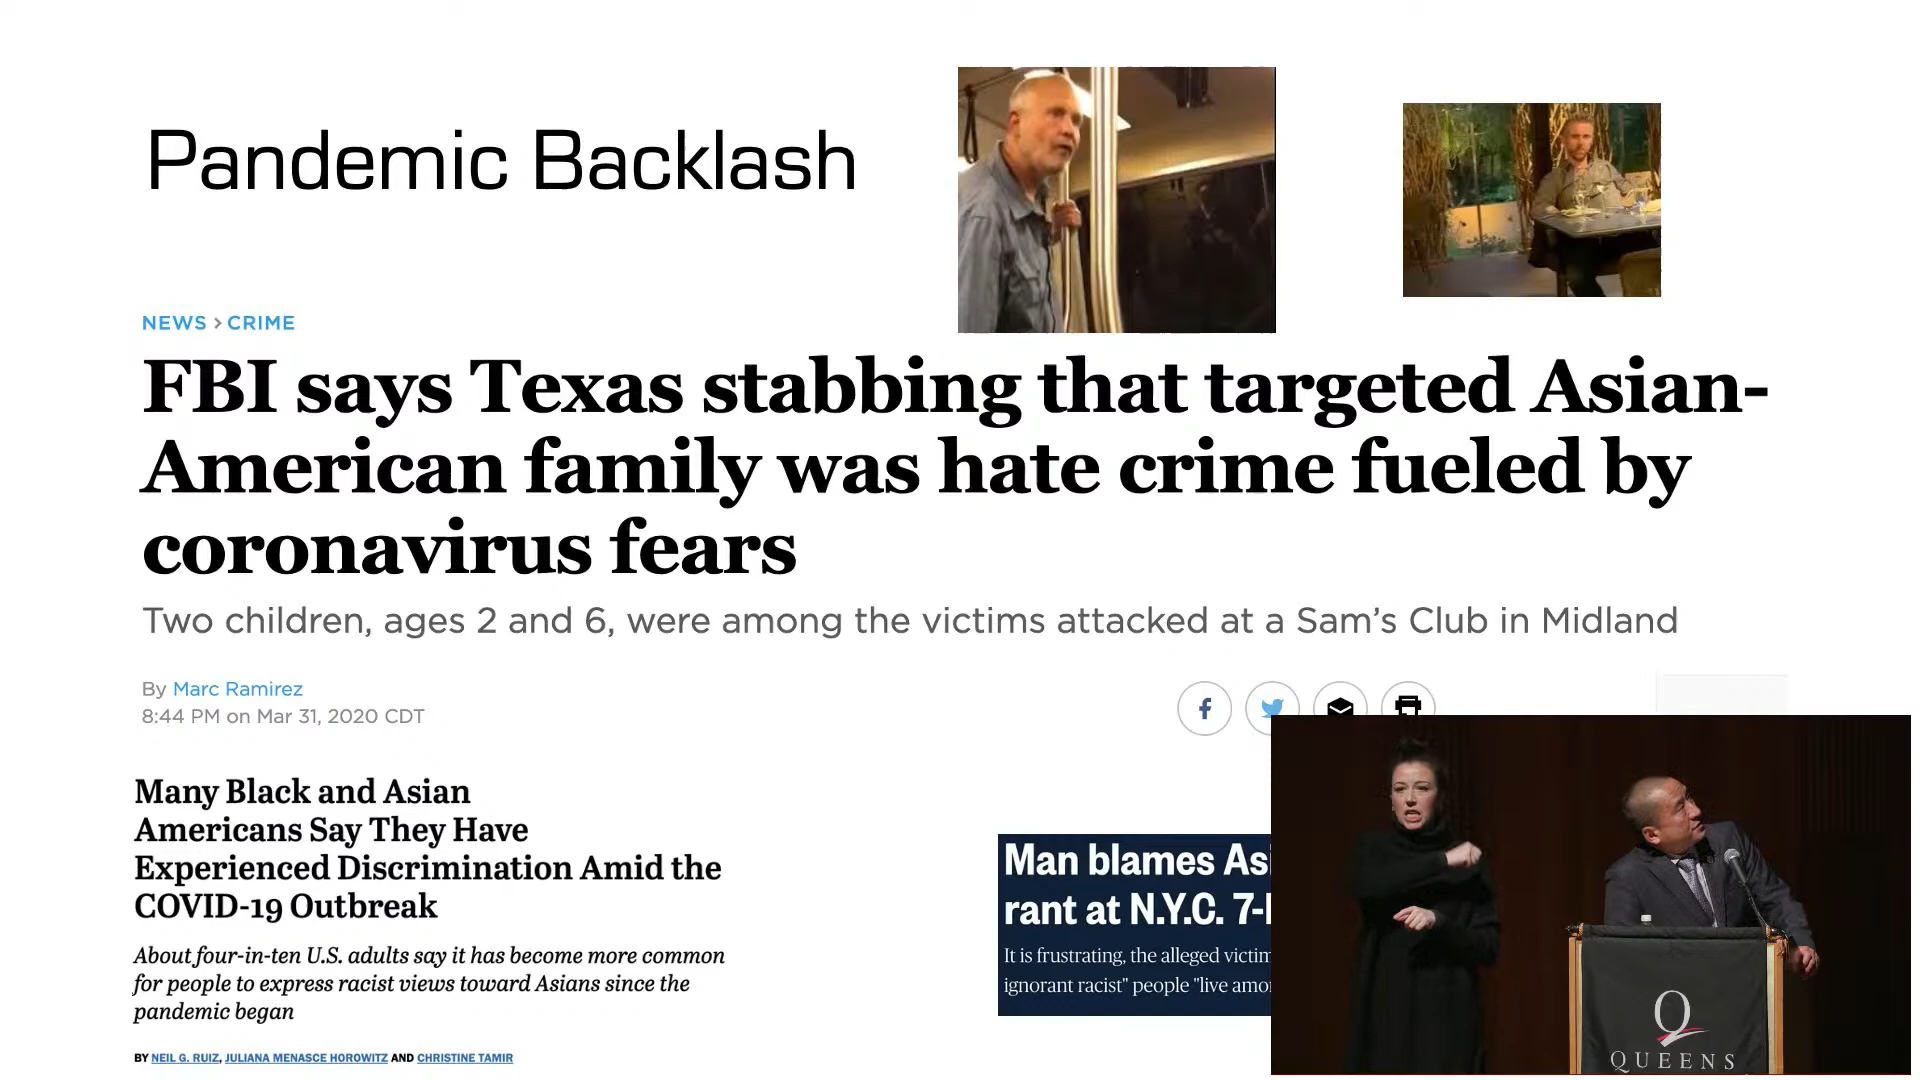 Pandemic Backlash
NEWS > CRIME
FBI says Texas stabbing that targeted Asian-
American family was hate crime fueled by
coronavirus fears
Two children, ages 2 and 6, were among the victims attacked at a Sam's Club in Midland
By Marc Ramirez
8:44 PM on Mar 31, 2020 CDT
Many Black and Asian
Americans Say They Have
Experienced Discrimination Amid the
COVID-19 Outbreak
About four-in-ten U.S. adults say it has become more common
for people to express racist views toward Asians since the
pandemic began
BY NEIL G. RUIZ, JULIANA MENASCE HOROWITZ AND CHRISTINE TAMIR
Man blames Asi
rant at N.Y.C. 7-
It is frustrating, the alleged victim
ignorant racist" people "live amo
Q
QUEENS